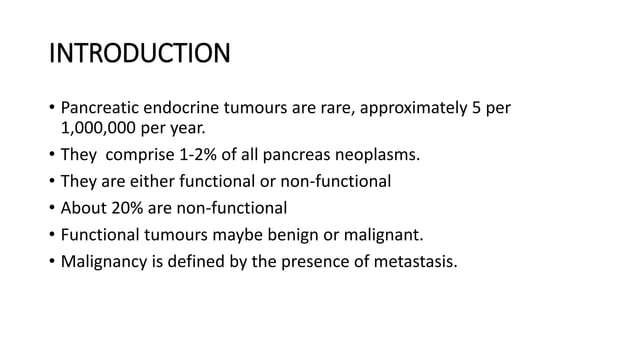 INTRODUCTION
• Pancreatic endocrine tumours are rare, approximately 5 per
1,000,000 per year.
• They  comprise 1-2% of all pancreas neoplasms.
• They are either functional or non-functional
• About 20% are non-functional
• Functional tumours maybe benign or malignant.
• Malignancy is defined by the presence of metastasis.